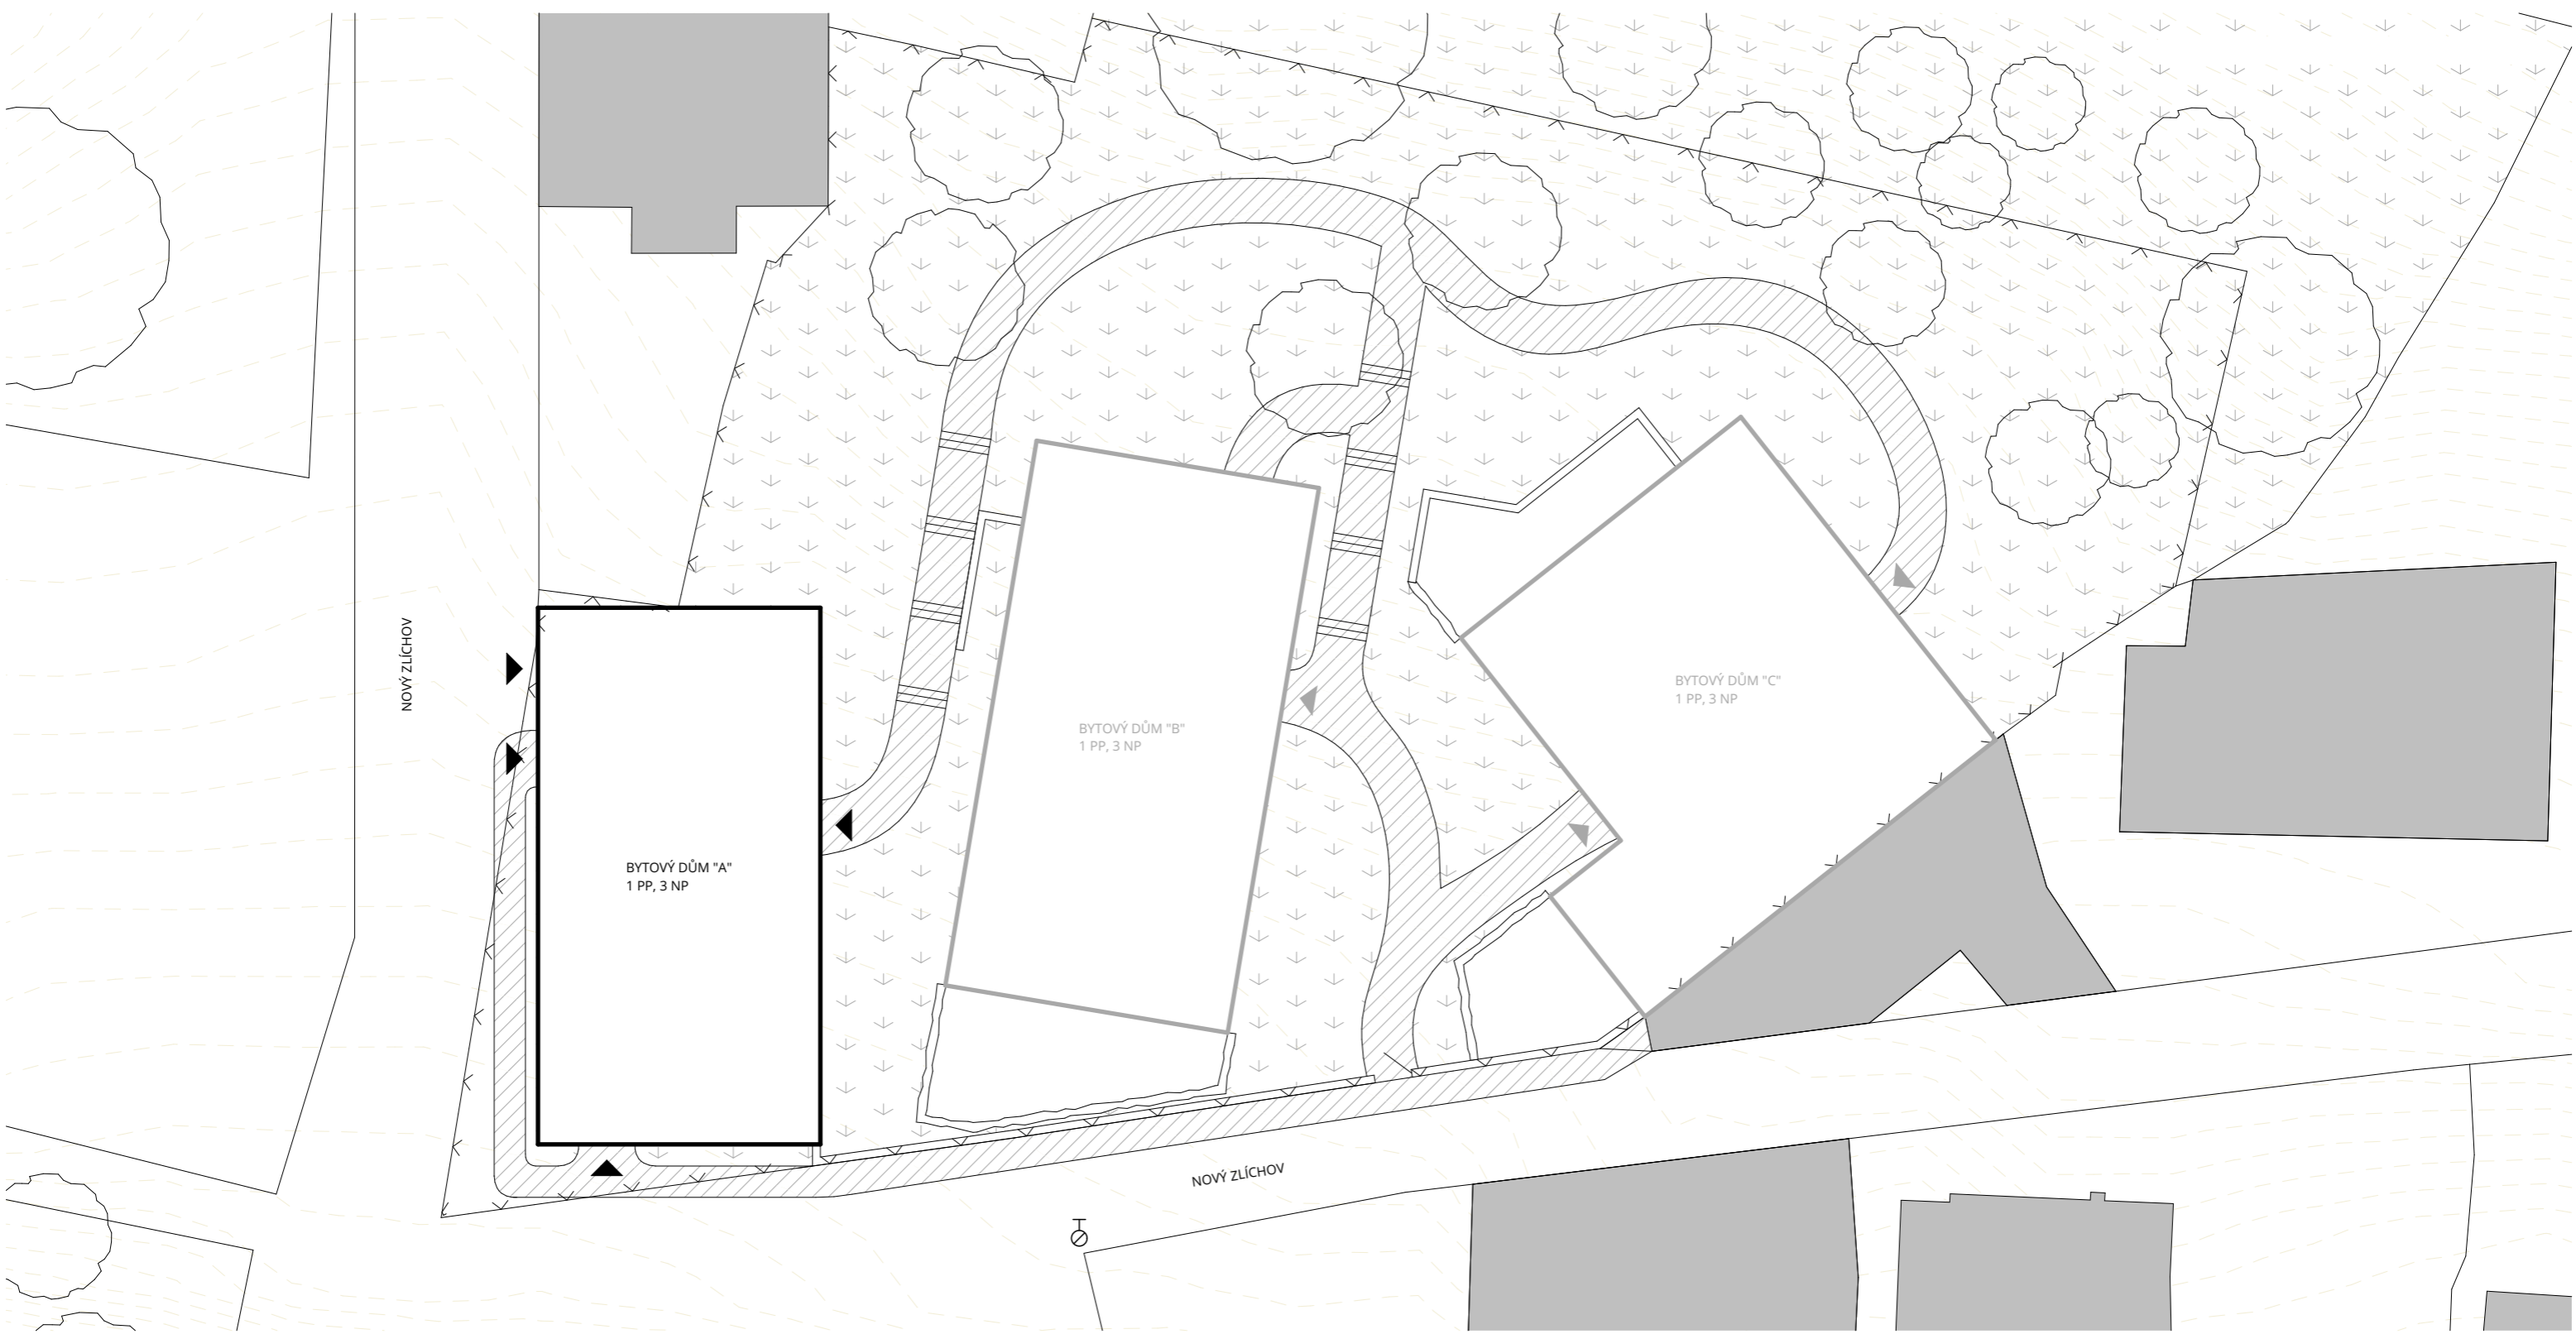 NOVÝ ZLÍCHOV
BYTOVÝ DŮM "A"
1 PP, 3 NP
BYTOVÝ DŮM "B"
1 PP, 3 NP
BYTOVÝ DŮM "C"
1 PP, 3 NP
NOVÝ ZLÍCHOV